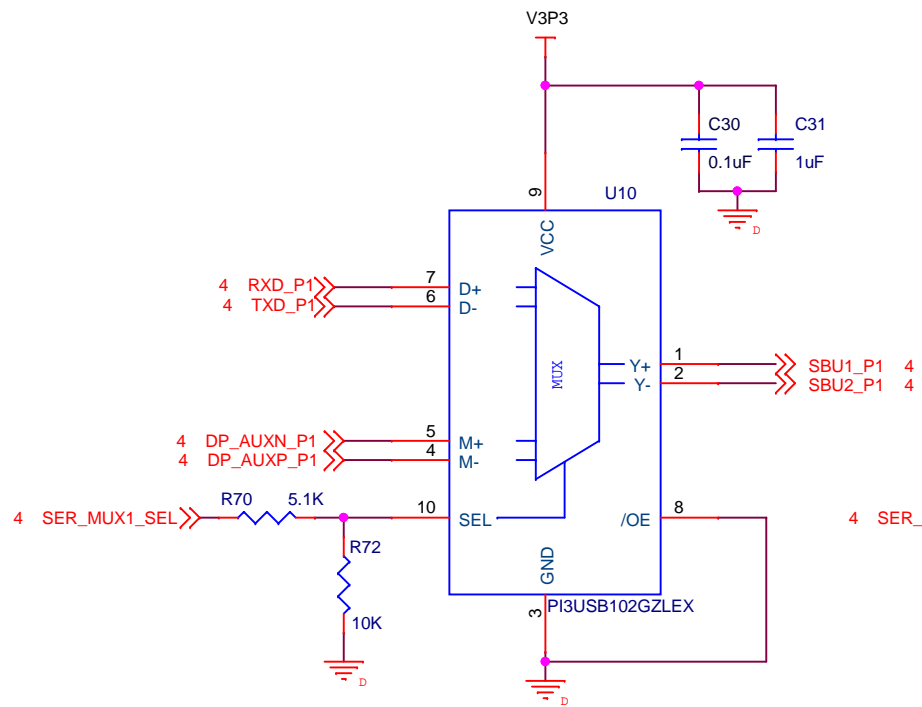 V3P3
C30
C31
0.1uF
1uF
D
9
U10
VCC
4 RXD_P1
7
D+
4 TXD_P1
6
D-
MUX
Y+
1
SBU1_P1 4
Y-
2
SBU2_P1 4
4 DP_AUXN_P1
5
M+
4 DP_AUXP_P1
4
M-
R70
5.1K
4 SER_MUX1_SEL
10
SEL
/OE
8
4 SER_
R72
GND
10K
3
PI3USB102GZLEX
D
D